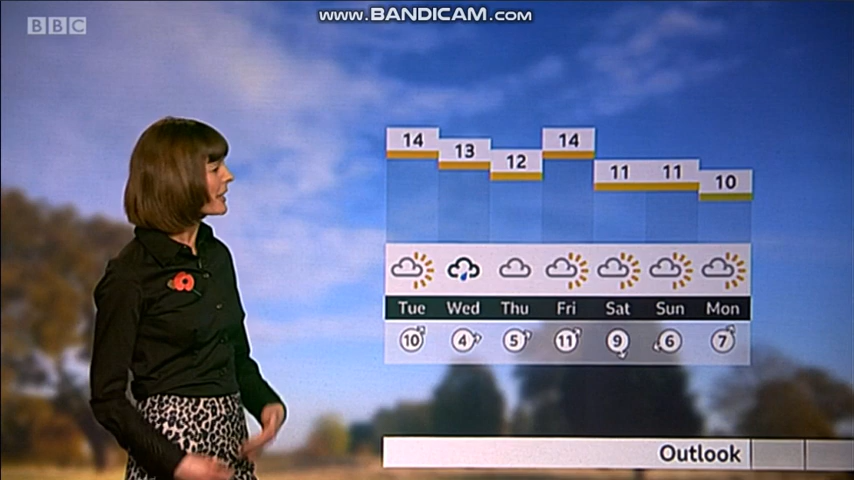 BBC
www.BANDICAM.com
14 13 12 14 11 11 10
Tue Wed Thu Fri Sat Sun Mon
10 4 5 11 9 6 7
Outlook